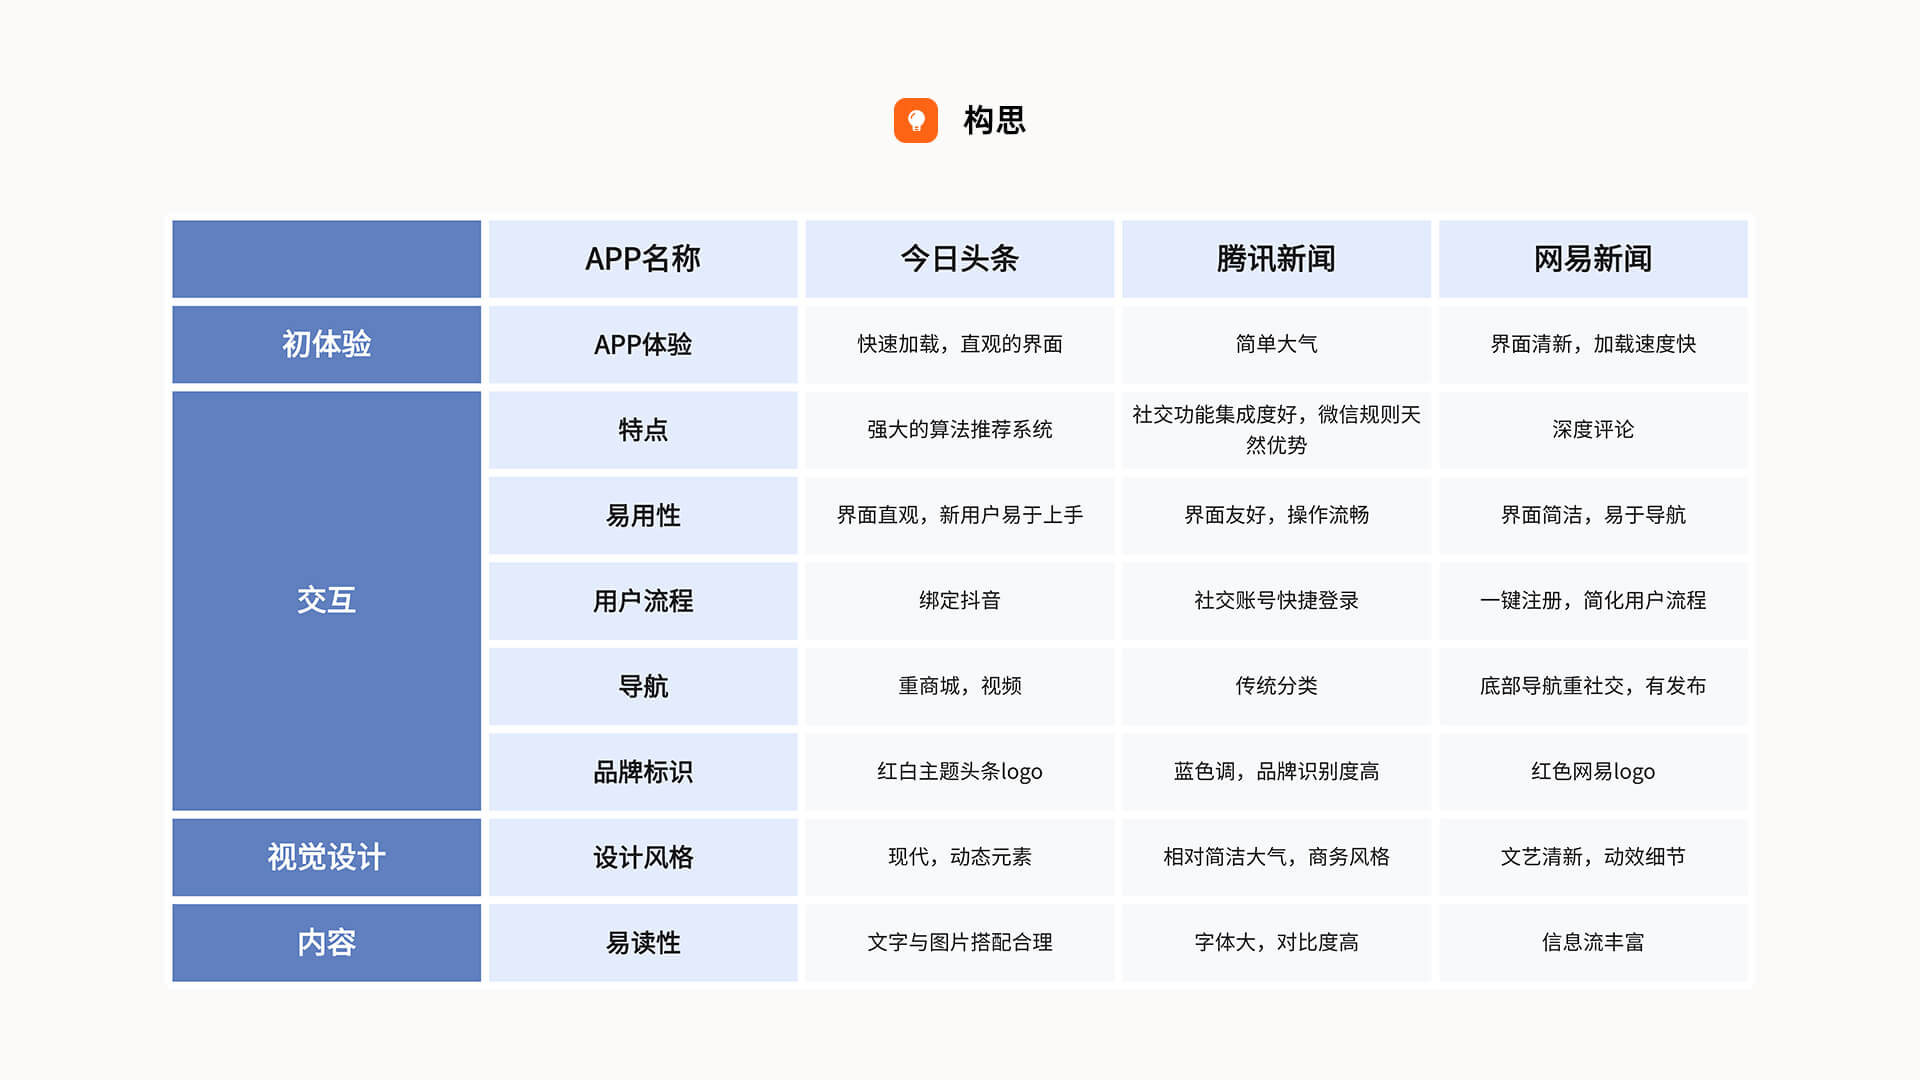 构思
APP名称 今日头条 腾讯新闻 网易新闻
初体验 APP体验 快速加载，直观的界面 简单大气 界面清新，加载速度快
特点 强大的算法推荐系统 社交功能集成度好，微信规则天
然优势 深度评论
易用性 界面直观，新用户易于上手 界面友好，操作流畅 界面简洁，易于导航
交互 用户流程 绑定抖音 社交账号快捷登录 一键注册，简化用户流程
导航 重商城，视频 传统分类 底部导航重社交，有发布
品牌标识 红白主题头条logo 蓝色调，品牌识别度高 红色网易logo
视觉设计 设计风格 现代，动态元素 相对简洁大气，商务风格 文艺清新，动效细节
内容 易读性 文字与图片搭配合理 字体大，对比度高 信息流丰富